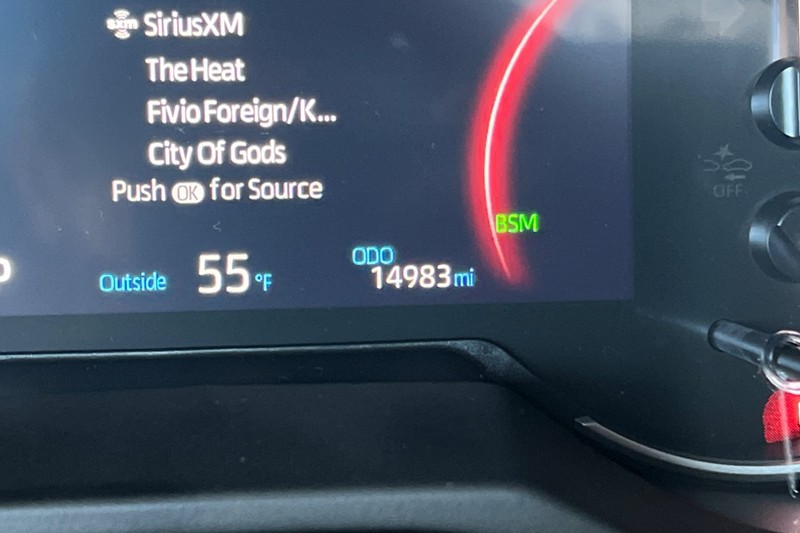 sxm SiriusXM
The Heat
Fivio Foreign/K...
City Of Gods
Push OK for Source
BSM
Outside 55 °F
ODO
14983 mi
OFF